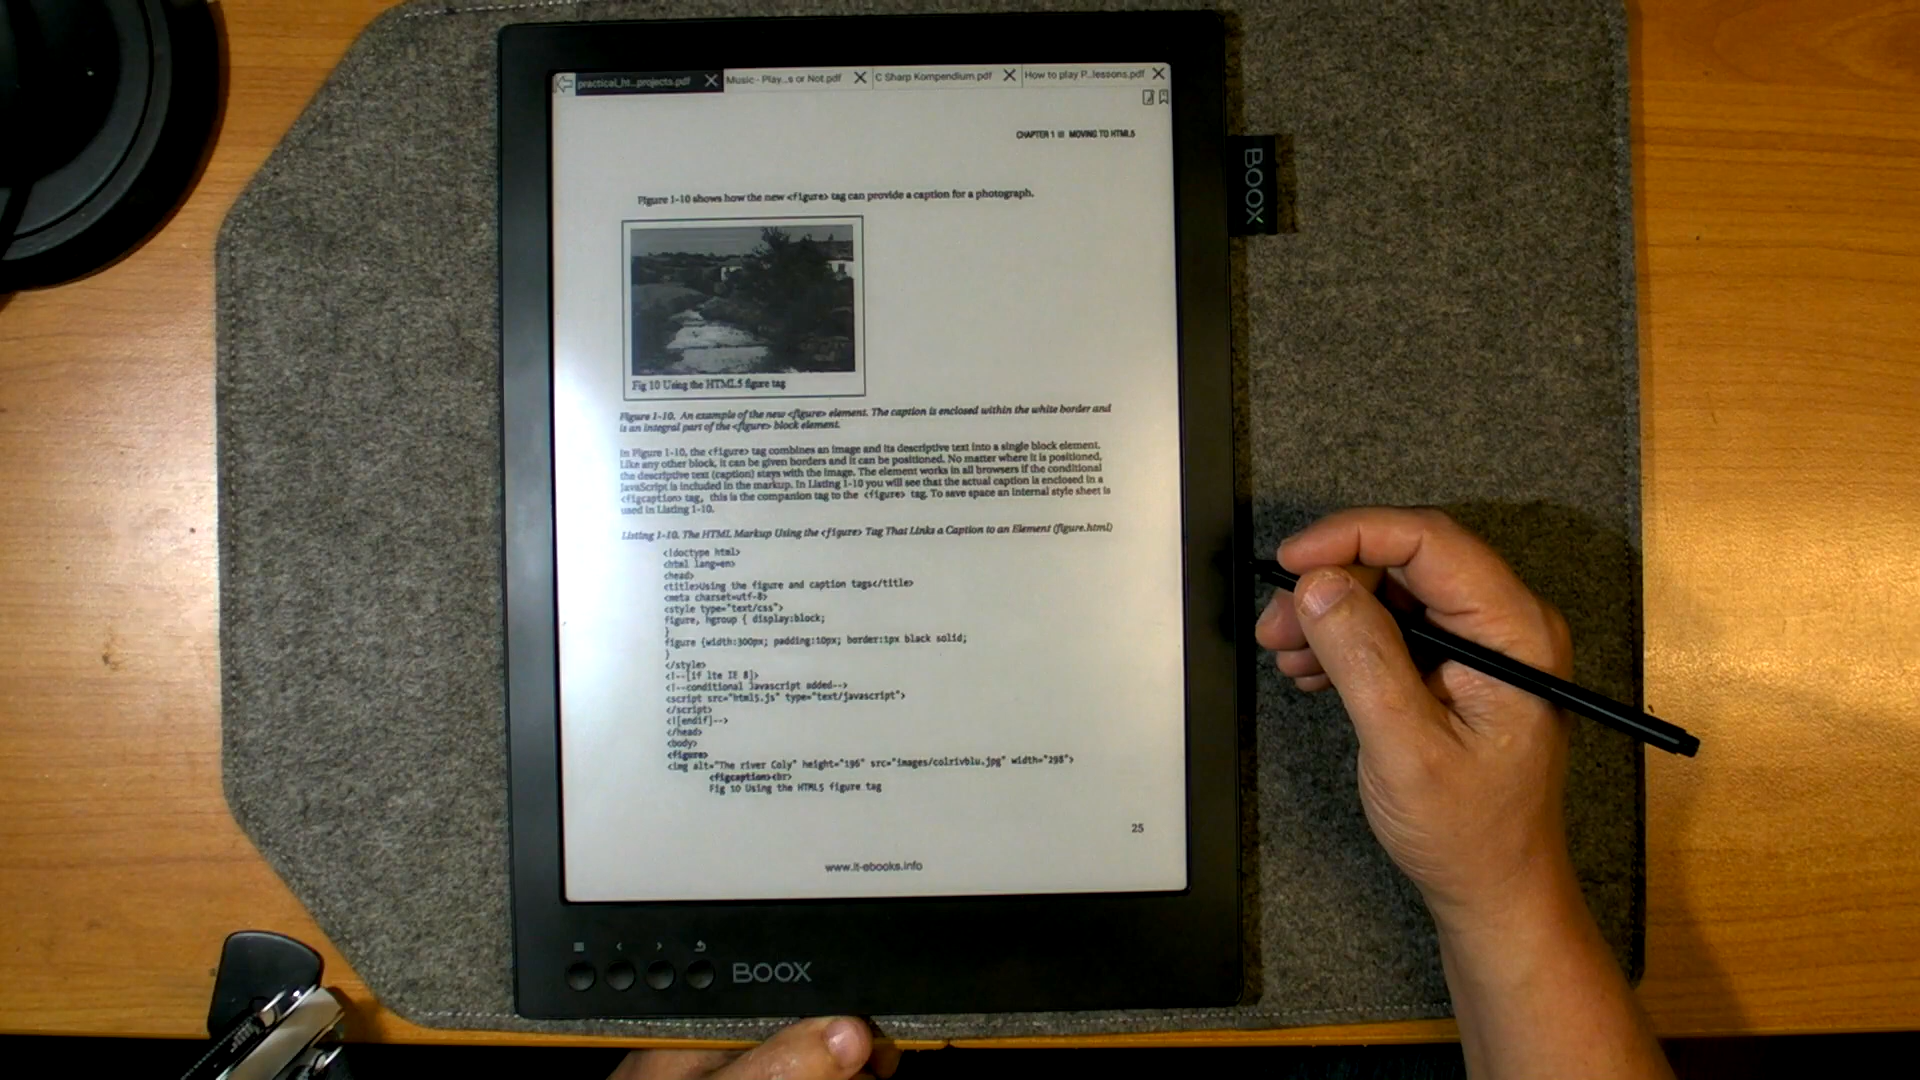 practical_ht...projects.pdf
Music - Play...s or Not.pdf
C Sharp Kompendium.pdf
How to play P...lessons.pdf
CHAPTER 1 ■ MOVING TO HTML5
Figure 1-10 shows how the new <figure> tag can provide a caption for a photograph.
Fig 10 Using the HTML5 figure tag
Figure 1-10. An example of the new <figure> element. The caption is enclosed within the white border and
is an integral part of the <figure> block element.
In Figure 1-10, the <figure> tag combines an image and its descriptive text into a single block element.
Like any other block, it can be given borders and it can be positioned. No matter where it is positioned,
the descriptive text (caption) stays with the image. The element works in all browsers if the conditional
JavaScript is included in the markup. In Listing 1-10 you will see that the actual caption is enclosed in a
<figcaption> tag, this is the companion tag to the <figure> tag. To save space an internal style sheet is
used in Listing 1-10.
Listing 1-10. The HTML Markup Using the <figure> Tag That Links a Caption to an Element (figure.html)
<!doctype html>
<html lang=en>
<head>
<title>Using the figure and caption tags</title>
<meta charset=utf-8>
<style type="text/css">
figure, hgroup { display:block;
}
figure {width:300px; padding:10px; border:1px black solid;
}
</style>
<!--[if lte IE 8]>
<!--conditional Javascript added-->
<script src="html5.js" type="text/javascript">
</script>
<![endif]-->
</head>
<body>
<figure>
<img alt="The river Coly" height="196" src="images/colrivblu.jpg" width="298">
<figcaption><br>
Fig 10 Using the HTML5 figure tag
25
www.it-ebooks.info
BOOX
BOOX